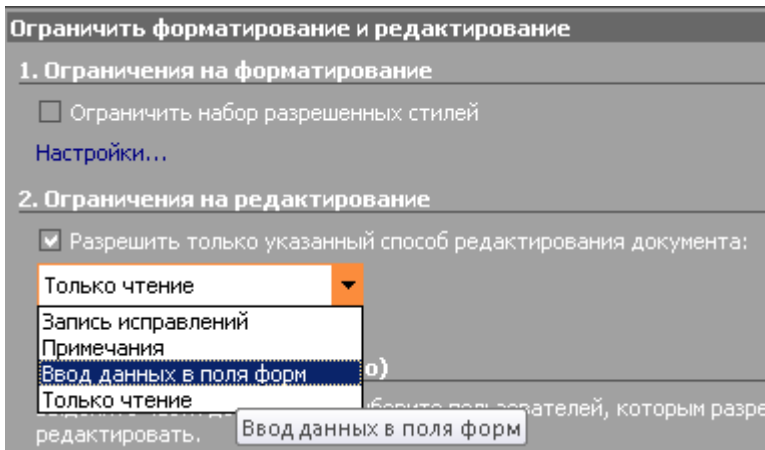 Ограничить форматирование и редактирование
1. Ограничения на форматирование
Ограничить набор разрешенных стилей
Настройки...
2. Ограничения на редактирование
Разрешить только указанный способ редактирования документа:
Только чтение
Запись исправлений
Примечания
Ввод данных в поля форм
о)
Только чтение
пользователей, которым
редактировать.
Ввод данных в поля форм